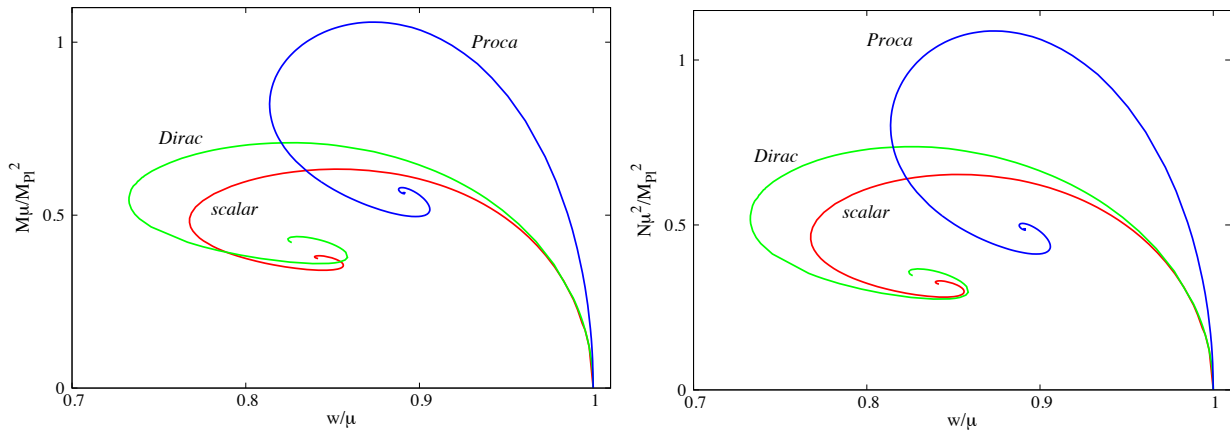 1
0.5
0
Mμ/M_Pl^2
Proca
Dirac
scalar
0.7
0.8
0.9
1
w/μ
1
0.5
0
Nμ^2/M_Pl^2
Proca
Dirac
scalar
0.7
0.8
0.9
1
w/μ